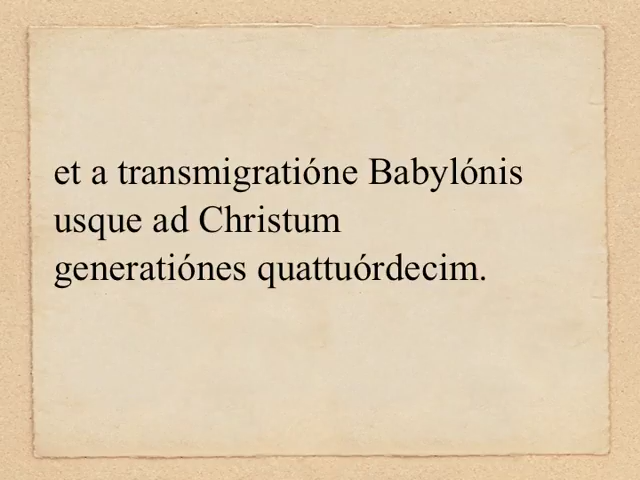 et a transmigratióne Babylónis
usque ad Christum
generatiónes quattuórdecim.